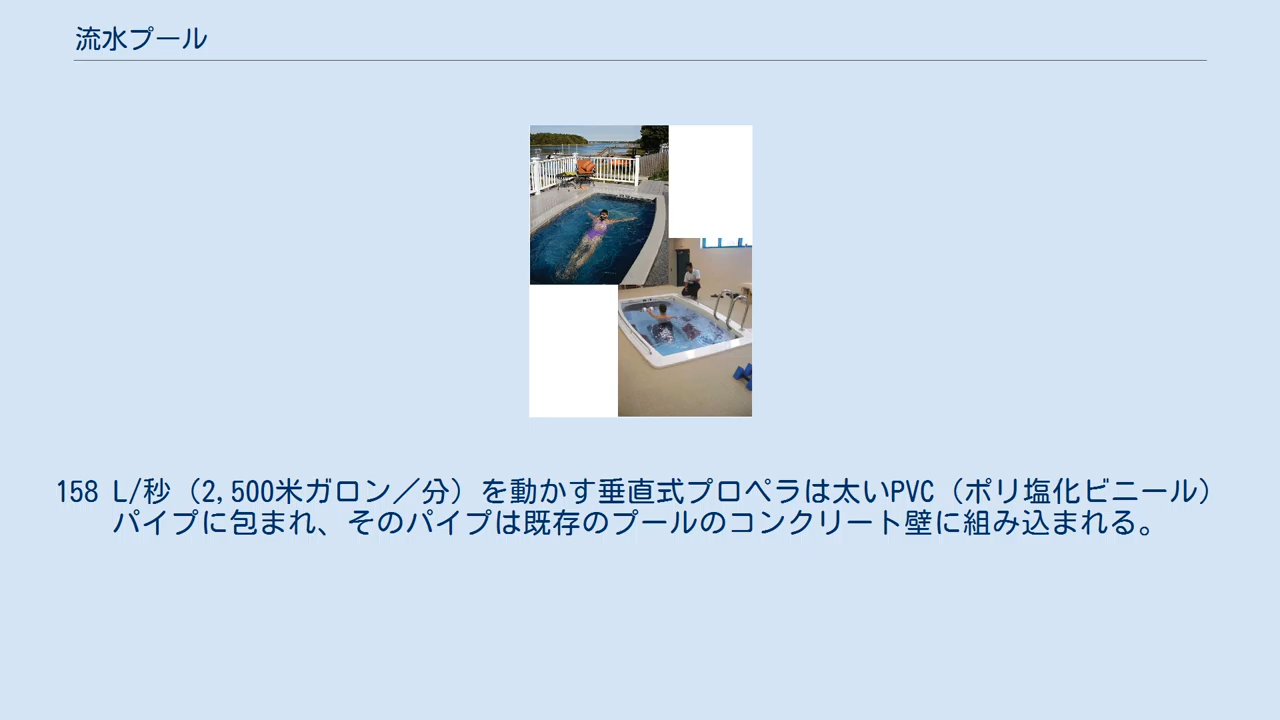 流水プール
158 L/秒（2,500米ガロン／分）を動かす垂直式プロペラは太いPVC（ポリ塩化ビニール）
パイプに包まれ、そのパイプは既存のプールのコンクリート壁に組み込まれる。